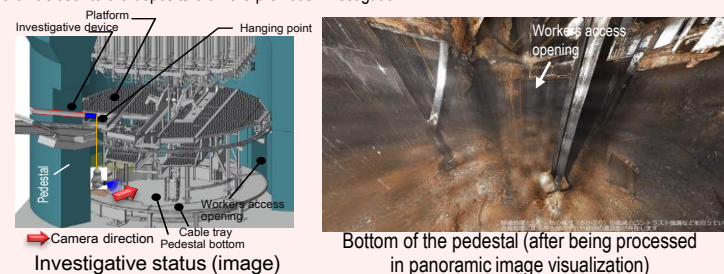 Platform
Investigative device
Hanging point
Pedestal
Workers access
opening
Cable tray
Pedestal bottom
Camera direction
Investigative status (image)
Workers access
opening
Bottom of the pedestal (after being processed
in panoramic image visualization)